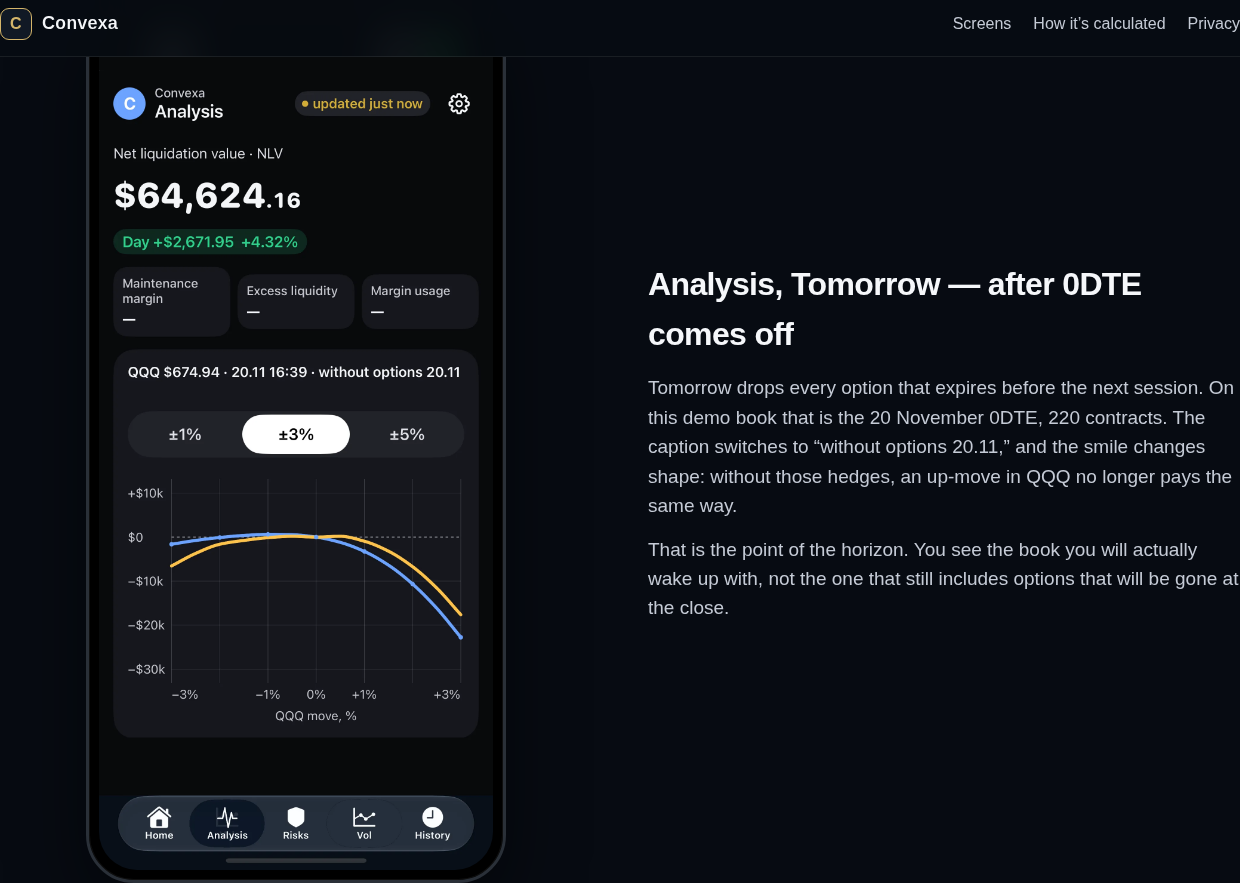 C Convexa
Screens How it’s calculated Privacy
C
Convexa
Analysis
updated just now
Net liquidation value · NLV
$64,624.16
Day +$2,671.95 +4.32%
Maintenance
margin
—
Excess liquidity
—
Margin usage
—
QQQ $674.94 · 20.11 16:39 · without options 20.11
±1% ±3% ±5%
+$10k
$0
−$10k
−$20k
−$30k
−3% −1% 0% +1% +3%
QQQ move, %
Home Analysis Risks Vol History
Analysis, Tomorrow — after 0DTE
comes off
Tomorrow drops every option that expires before the next session. On
this demo book that is the 20 November 0DTE, 220 contracts. The
caption switches to “without options 20.11,” and the smile changes
shape: without those hedges, an up-move in QQQ no longer pays the
same way.
That is the point of the horizon. You see the book you will actually
wake up with, not the one that still includes options that will be gone at
the close.